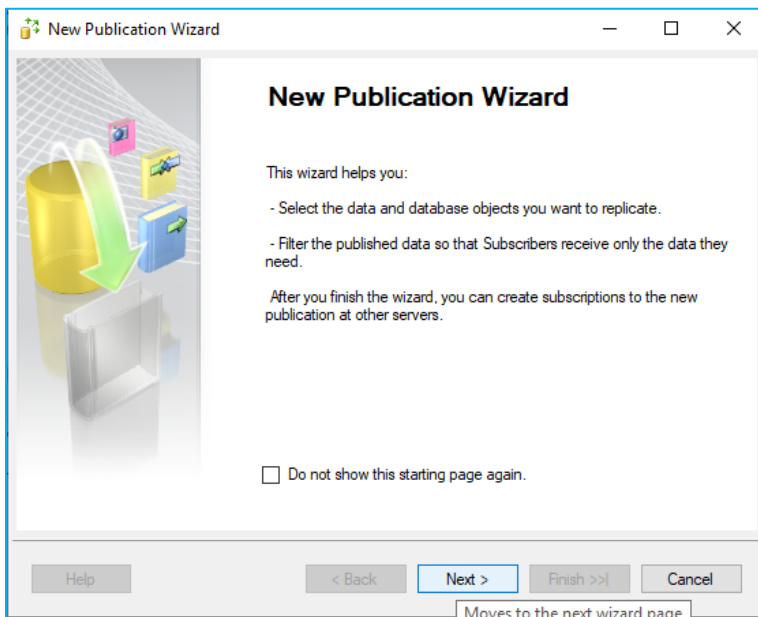 New Publication Wizard
New Publication Wizard
This wizard helps you:
- Select the data and database objects you want to replicate.
- Filter the published data so that Subscribers receive only the data they
need.
After you finish the wizard, you can create subscriptions to the new
publication at other servers.
Do not show this starting page again.
Help
< Back
Next >
Finish >>|
Cancel
Moves to the next wizard page